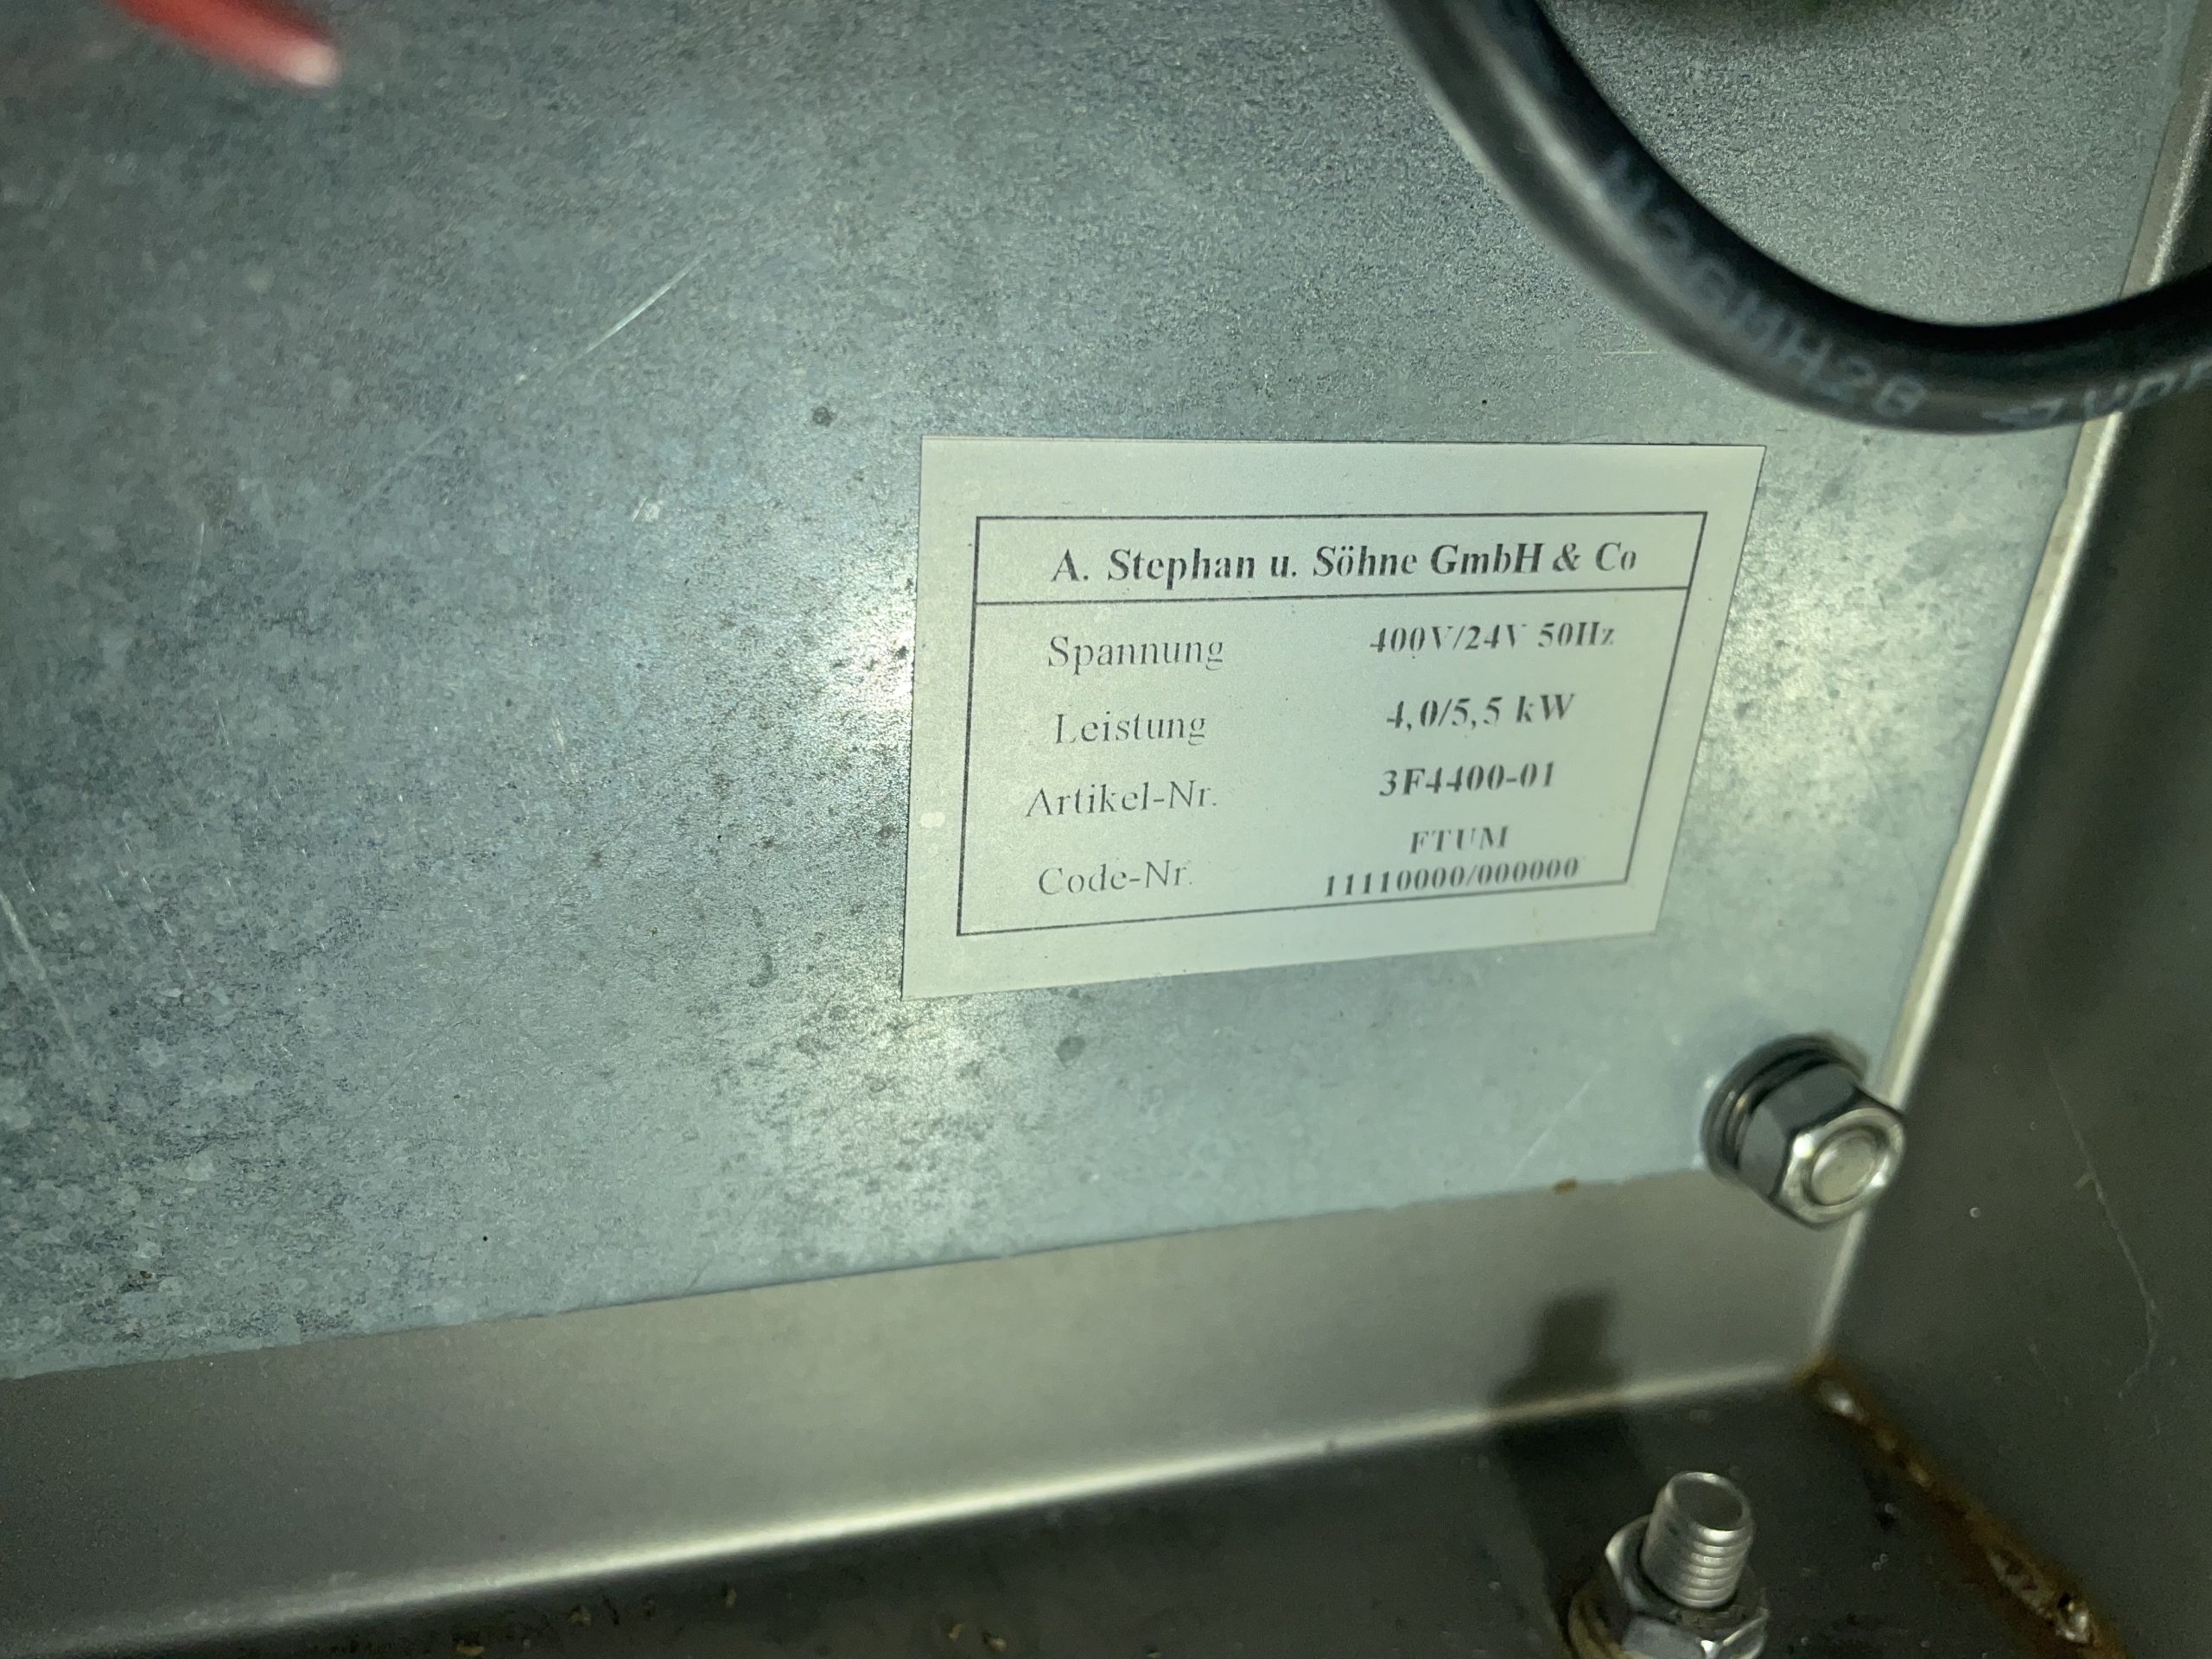 A. Stephan u. Söhne GmbH & Co
Spannung 400V/24V 50Hz
Leistung 4,0/5,5 kW
Artikel-Nr. 3F4400-01
FTUM
Code-Nr. 11110000/000000